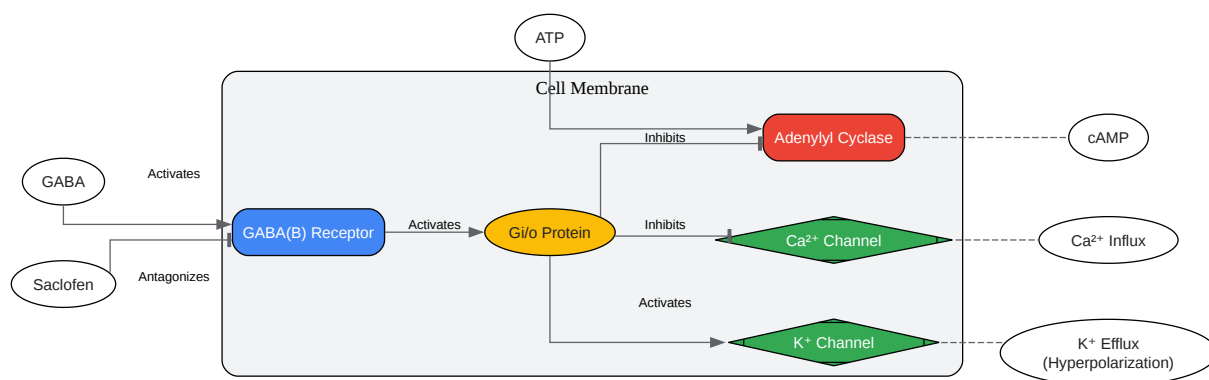 ATP
Cell Membrane
Inhibits
Adenylyl Cyclase
cAMP
GABA
Activates
GABA(B) Receptor
Activates
Gi/o Protein
Inhibits
Ca²⁺ Channel
Ca²⁺ Influx
Saclofen
Antagonizes
Activates
K⁺ Channel
K⁺ Efflux
(Hyperpolarization)